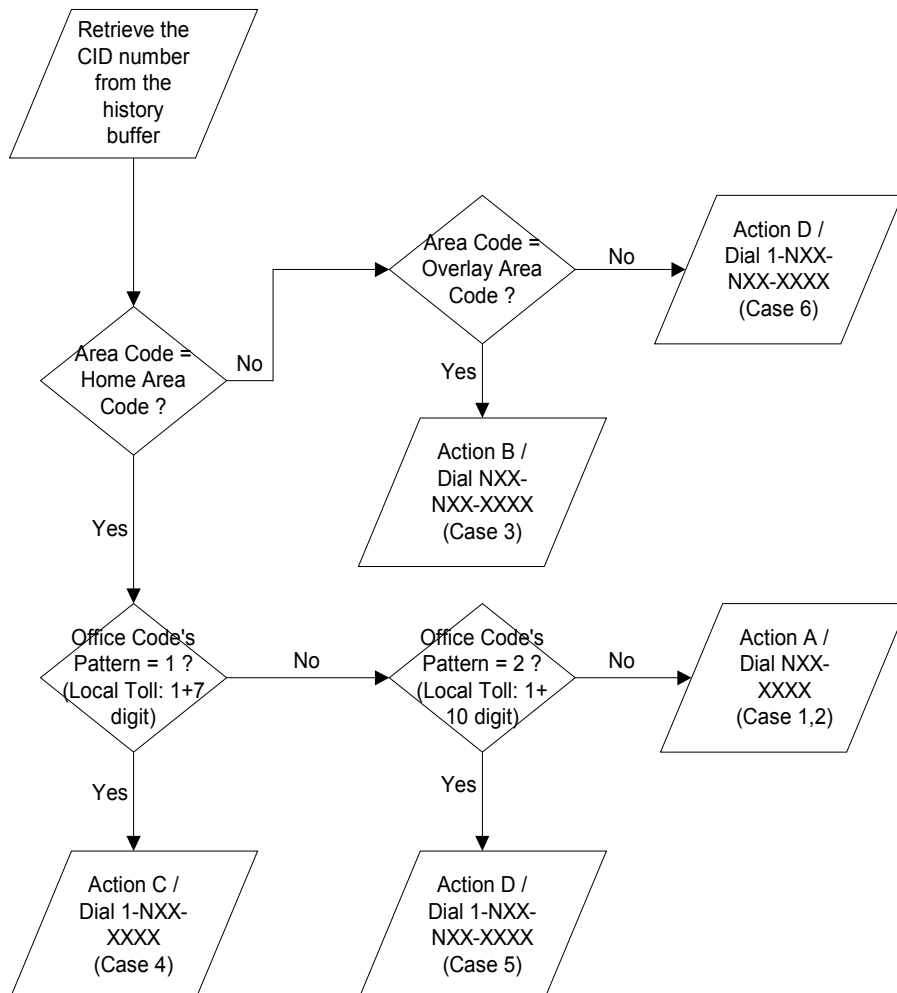 Retrieve the
CID number
from the
history
buffer
Area Code =
Overlay Area
Code ?
No
Action D /
Dial 1-NXX-
NXX-XXXX
(Case 6)
Area Code =
Home Area
Code ?
No
Yes
Action B /
Dial NXX-
NXX-XXXX
(Case 3)
Yes
Office Code's
Pattern = 1 ?
(Local Toll: 1+7
digit)
No
Office Code's
Pattern = 2 ?
(Local Toll: 1+
10 digit)
No
Action A /
Dial NXX-
XXXX
(Case 1,2)
Yes
Yes
Action C /
Dial 1-NXX-
XXXX
(Case 4)
Action D /
Dial 1-NXX-
NXX-XXXX
(Case 5)